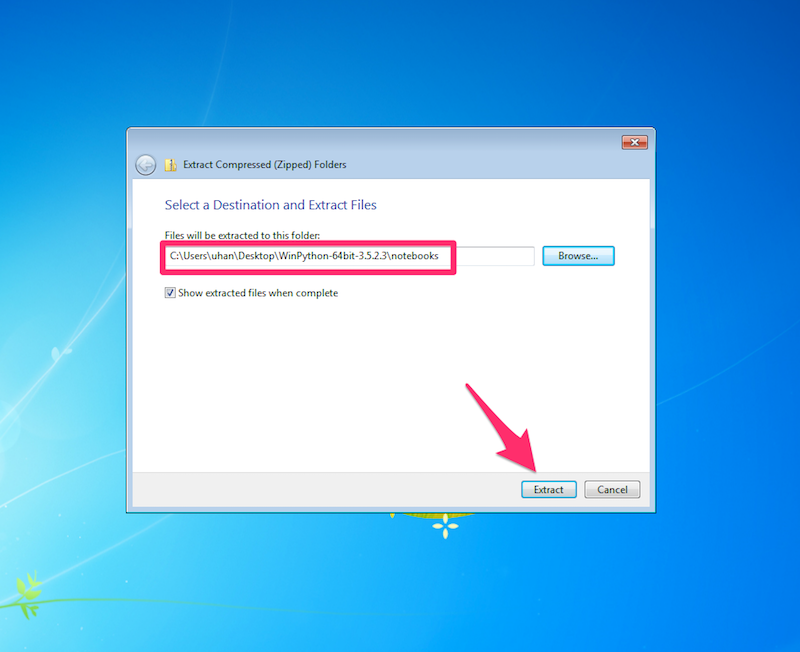 Extract Compressed (Zipped) Folders
Select a Destination and Extract Files
Files will be extracted to this folder:
C:\Users\uhan\Desktop\WinPython-64bit-3.5.2.3\notebooks
Browse...
Show extracted files when complete
Extract
Cancel